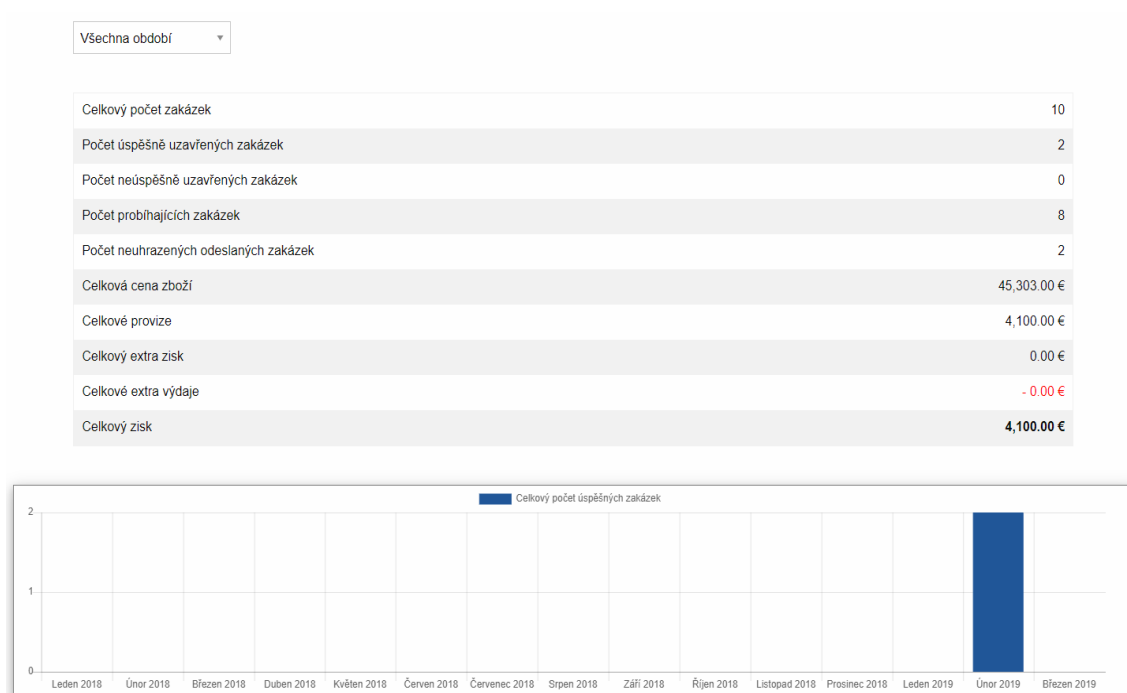 Všechna období
Celkový počet zakázek 10
Počet úspěšně uzavřených zakázek 2
Počet neúspěšně uzavřených zakázek 0
Počet probíhajících zakázek 8
Počet neuhrazených odeslaných zakázek 2
Celková cena zboží 45,303.00 €
Celkové provize 4,100.00 €
Celkový extra zisk 0.00 €
Celkové extra výdaje - 0.00 €
Celkový zisk 4,100.00 €
Celkový počet úspěšných zakázek
2
1
0
Leden 2018 Únor 2018 Březen 2018 Duben 2018 Květen 2018 Červen 2018 Červenec 2018 Srpen 2018 Září 2018 Říjen 2018 Listopad 2018 Prosinec 2018 Leden 2019 Únor 2019 Březen 2019